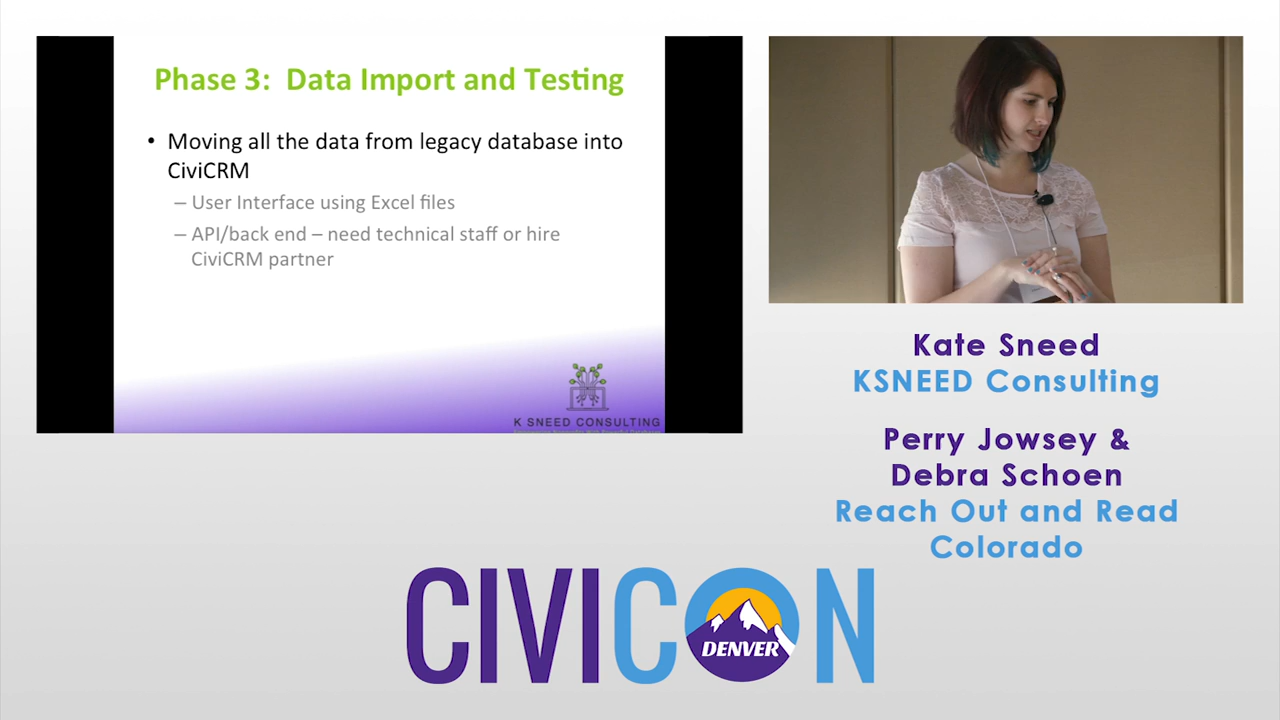 Phase 3:  Data Import and Testing
• Moving all the data from legacy database into
CiviCRM
– User Interface using Excel files
– API/back end – need technical staff or hire
CiviCRM partner
K SNEED CONSULTING
Kate Sneed
KSNEED Consulting
Perry Jowsey &
Debra Schoen
Reach Out and Read
Colorado
CIVICON
DENVER